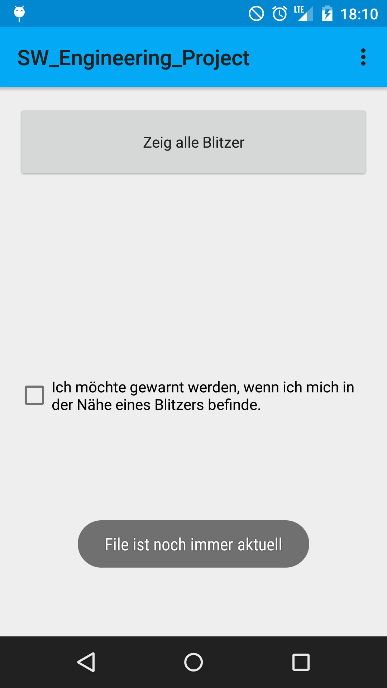 LTE 18:10
SW_Engineering_Project
Zeig alle Blitzer
Ich möchte gewarnt werden, wenn ich mich in
der Nähe eines Blitzers befinde.
File ist noch immer aktuell